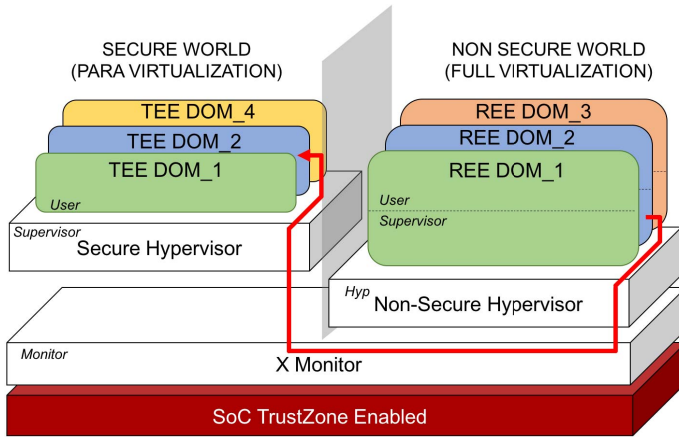 SECURE WORLD
(PARA VIRTUALIZATION)
NON SECURE WORLD
(FULL VIRTUALIZATION)
TEE DOM_4
TEE DOM_2
TEE DOM_1
User
Supervisor
Secure Hypervisor
REE DOM_3
REE DOM_2
REE DOM_1
User
Supervisor
Hyp
Non-Secure Hypervisor
Monitor
X Monitor
SoC TrustZone Enabled